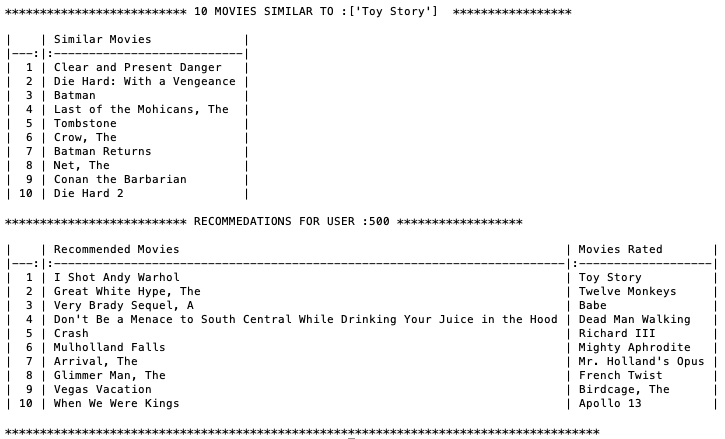 ************************** 10 MOVIES SIMILAR TO :['Toy Story']  *****************
|    | Similar Movies             |
|---:|:---------------------------|
|  1 | Clear and Present Danger   |
|  2 | Die Hard: With a Vengeance |
|  3 | Batman                     |
|  4 | Last of the Mohicans, The  |
|  5 | Tombstone                  |
|  6 | Crow, The                  |
|  7 | Batman Returns             |
|  8 | Net, The                   |
|  9 | Conan the Barbarian        |
| 10 | Die Hard 2                 |
************************** RECOMMEDATIONS FOR USER :500 ******************
|    | Recommended Movies                                                      | Movies Rated       |
|---:|:------------------------------------------------------------------------|:-------------------|
|  1 | I Shot Andy Warhol                                                      | Toy Story          |
|  2 | Great White Hype, The                                                   | Twelve Monkeys     |
|  3 | Very Brady Sequel, A                                                    | Babe               |
|  4 | Don't Be a Menace to South Central While Drinking Your Juice in the Hood | Dead Man Walking   |
|  5 | Crash                                                                   | Richard III        |
|  6 | Mulholland Falls                                                        | Mighty Aphrodite   |
|  7 | Arrival, The                                                            | Mr. Holland's Opus |
|  8 | Glimmer Man, The                                                        | French Twist       |
|  9 | Vegas Vacation                                                          | Birdcage, The      |
| 10 | When We Were Kings                                                      | Apollo 13          |
*************************************************************************************